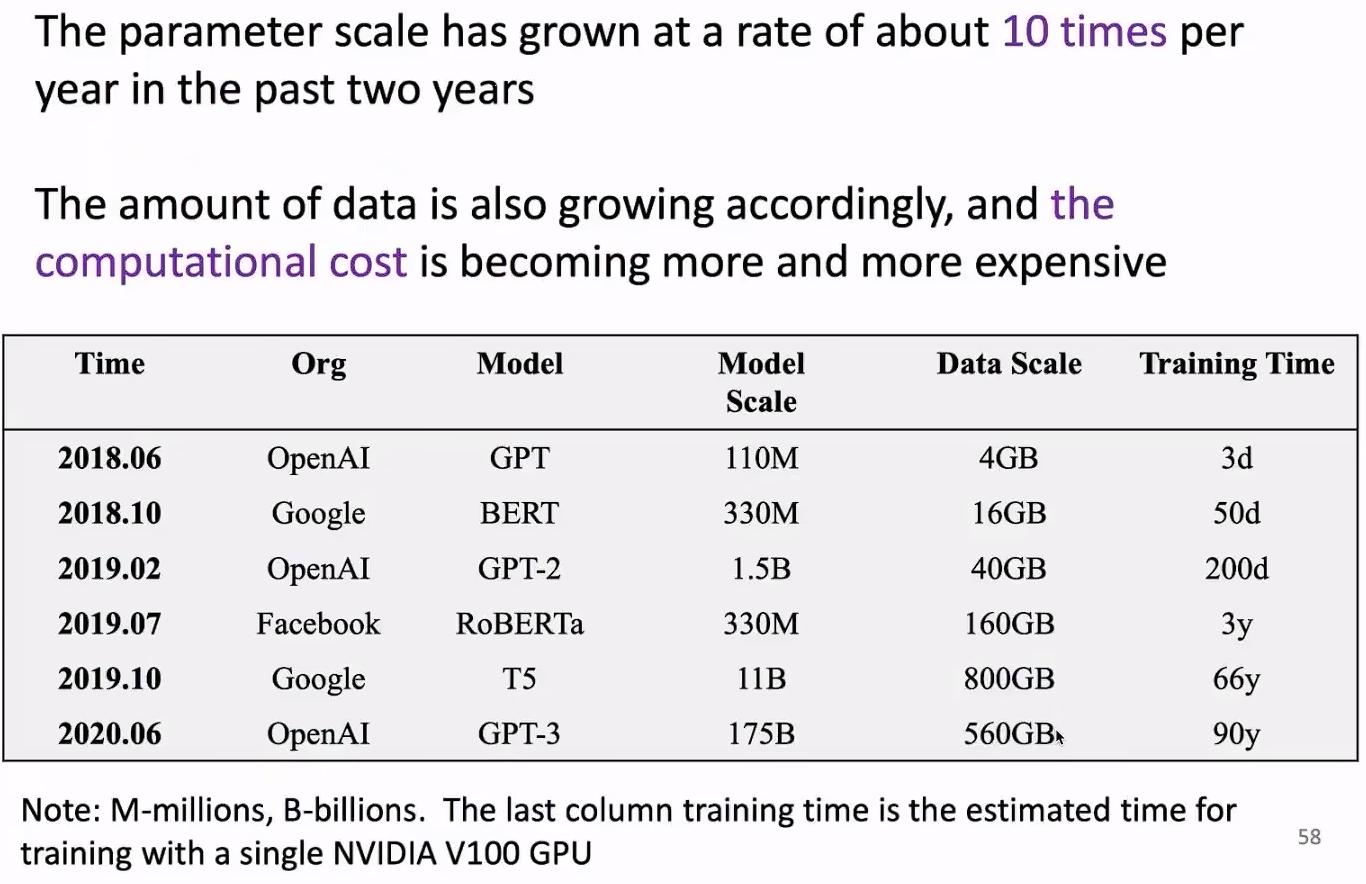 The parameter scale has grown at a rate of about 10 times per
year in the past two years
The amount of data is also growing accordingly, and the
computational cost is becoming more and more expensive
Time Org Model Model Scale Data Scale Training Time
2018.06 OpenAI GPT 110M 4GB 3d
2018.10 Google BERT 330M 16GB 50d
2019.02 OpenAI GPT-2 1.5B 40GB 200d
2019.07 Facebook RoBERTa 330M 160GB 3y
2019.10 Google T5 11B 800GB 66y
2020.06 OpenAI GPT-3 175B 560GB 90y
Note: M-millions, B-billions. The last column training time is the estimated time for
training with a single NVIDIA V100 GPU
58